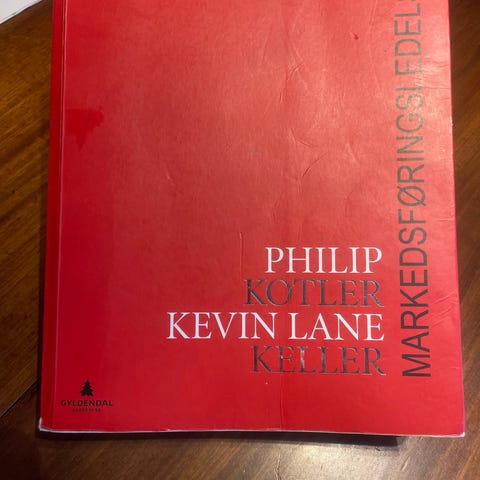 MARKEDSFØRINGSLEDEL
PHILIP
KOTLER
KEVIN LANE
KELLER
GYLDENDAL